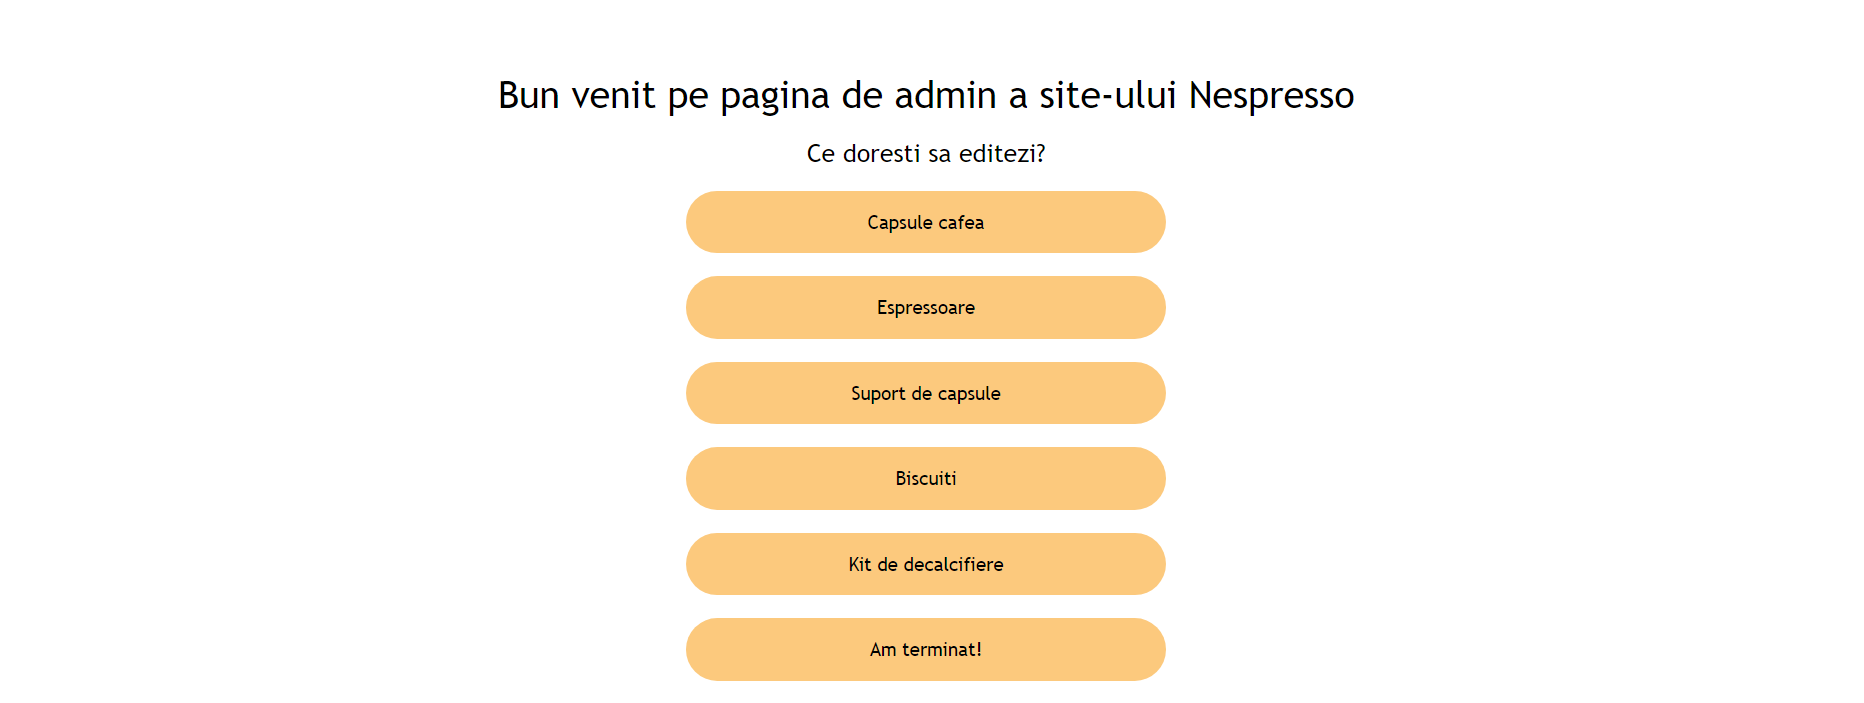 Bun venit pe pagina de admin a site-ului Nespresso
Ce doresti sa editezi?
Capsule cafea
Espressoare
Suport de capsule
Biscuiti
Kit de decalcifiere
Am terminat!